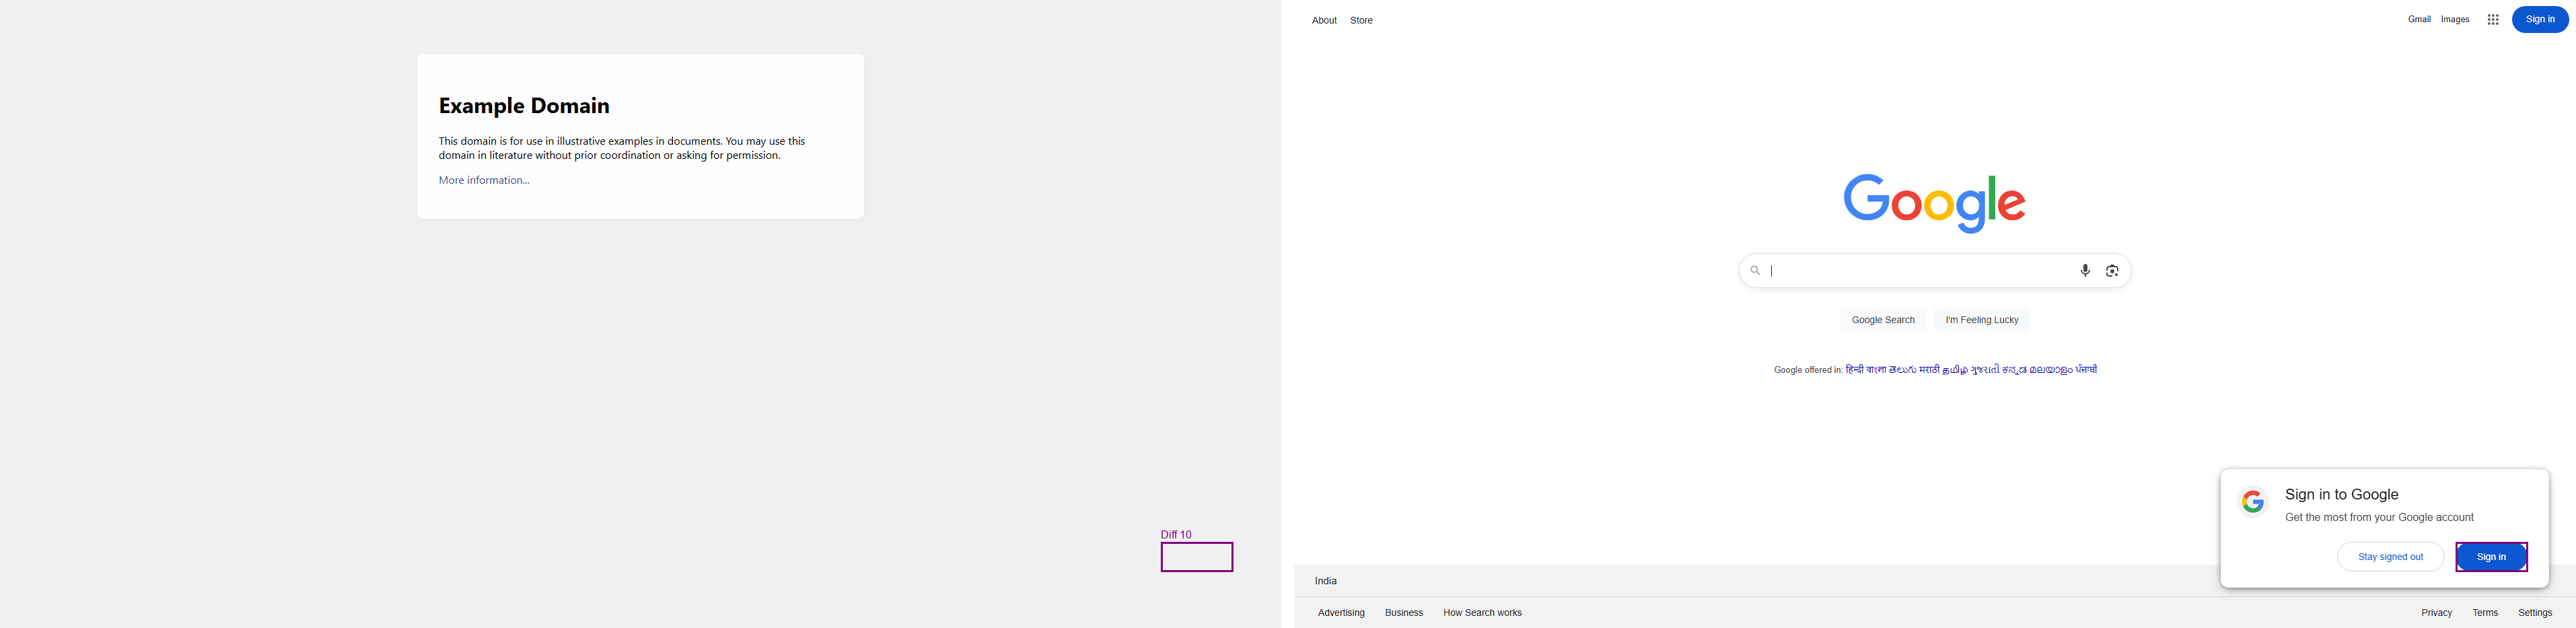 Example Domain
This domain is for use in illustrative examples in documents. You may use this
domain in literature without prior coordination or asking for permission.
More information...
Diff 10
About Store
Gmail Images Sign in
Google
Google Search I'm Feeling Lucky
Google offered in: हिन्दी বাংলা తెలుగు मराठी தமிழ் ગુજરાતી ಕನ್ನಡ മലയാളം ਪੰਜਾਬੀ
Sign in to Google
Get the most from your Google account
Stay signed out Sign in
India
Advertising Business How Search works
Privacy Terms Settings